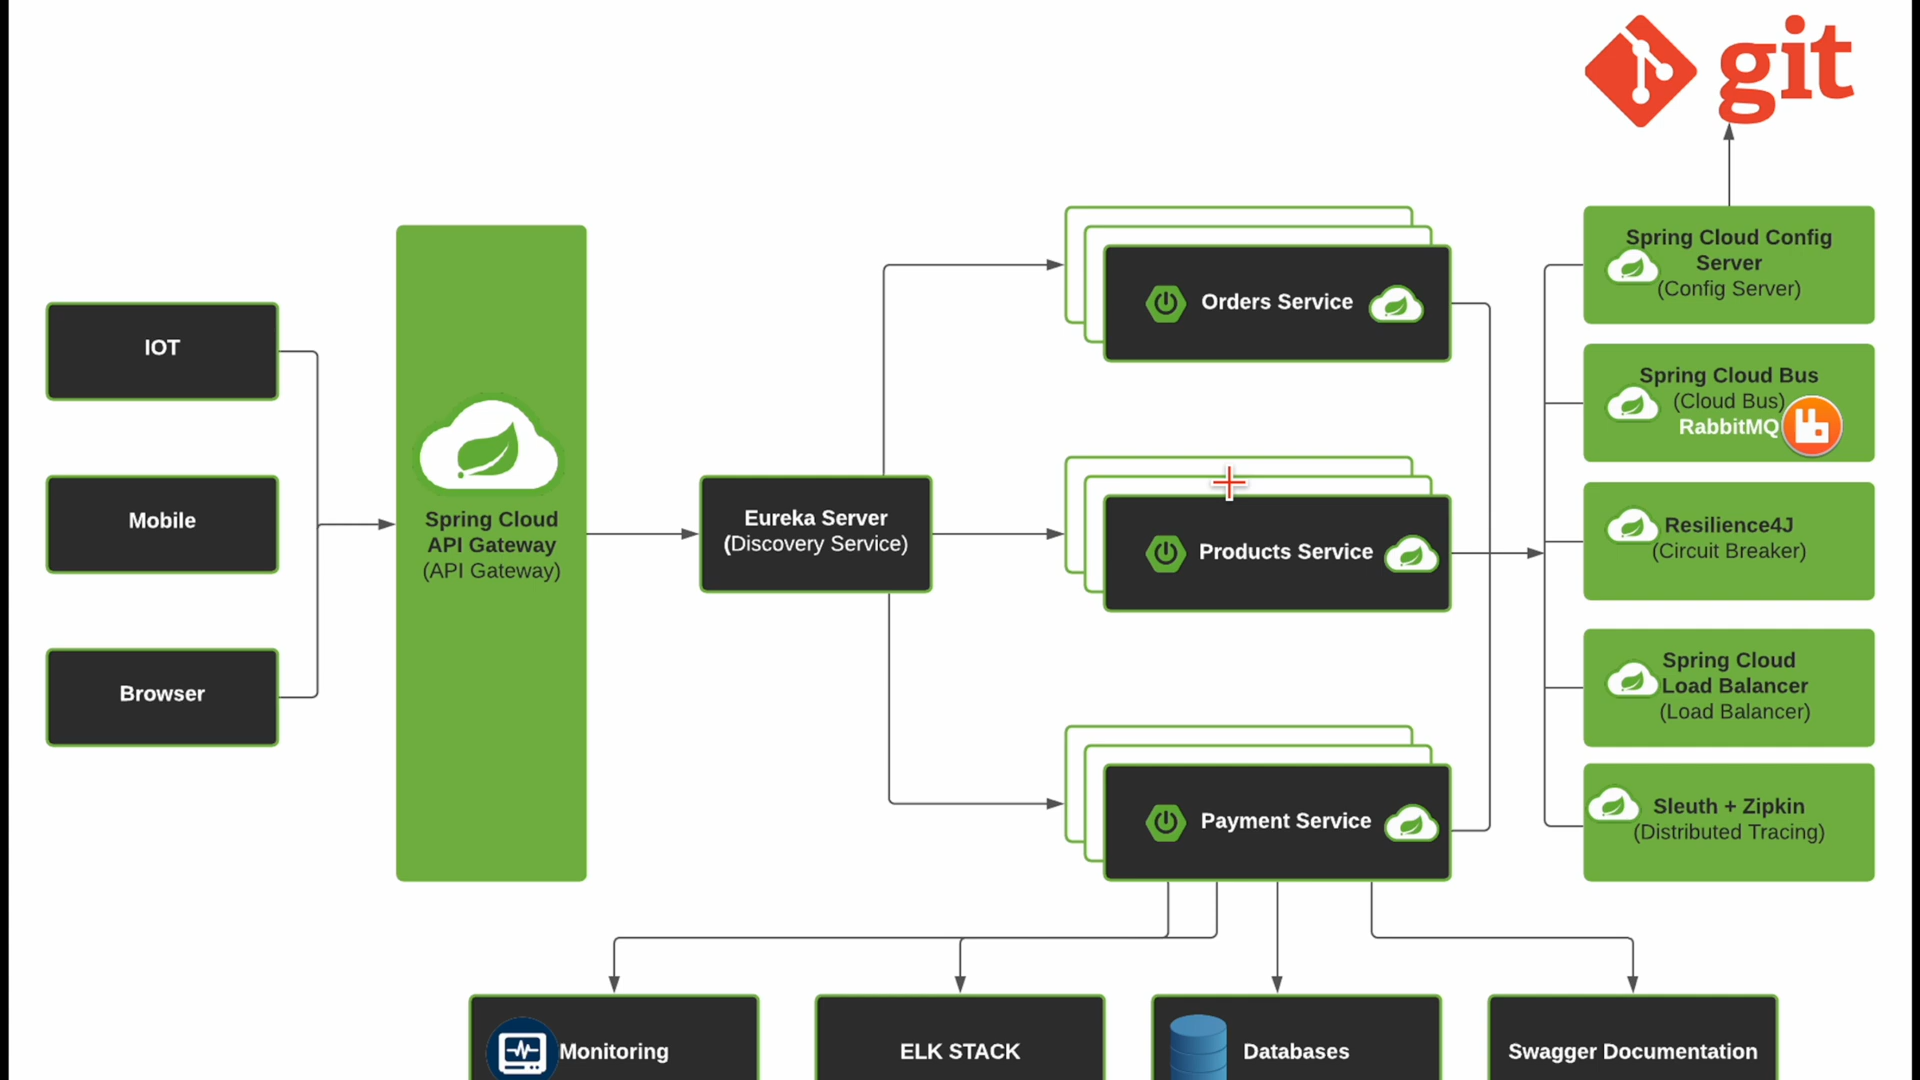 git
Spring Cloud Config
Server
(Config Server)
Orders Service
IOT
Spring Cloud Bus
(Cloud Bus)
RabbitMQ
Mobile
Spring Cloud
API Gateway
(API Gateway)
Eureka Server
(Discovery Service)
Products Service
Resilience4J
(Circuit Breaker)
Browser
Spring Cloud
Load Balancer
(Load Balancer)
Payment Service
Sleuth + Zipkin
(Distributed Tracing)
Monitoring
ELK STACK
Databases
Swagger Documentation